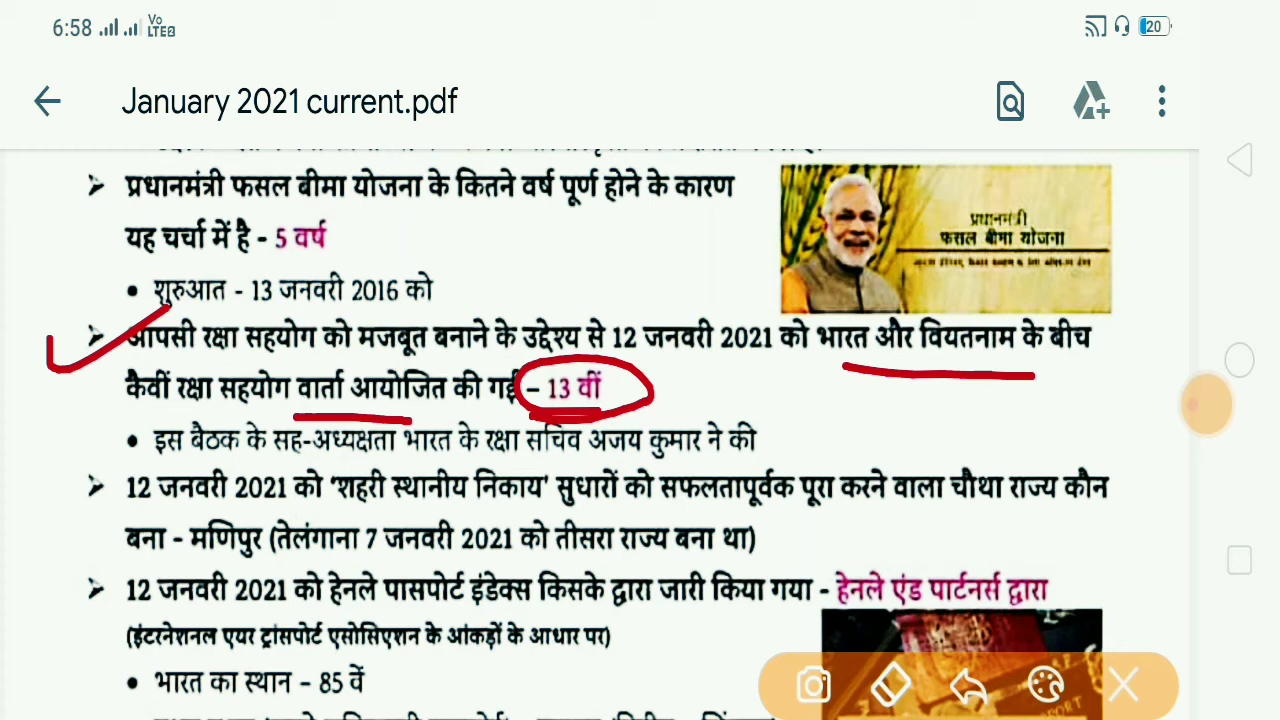 6:58 Vo LTE2 20
January 2021 current.pdf
प्रधानमंत्री फसल बीमा योजना के कितने वर्ष पूर्ण होने के कारण
यह चर्चा में है - 5 वर्ष
• शुरुआत - 13 जनवरी 2016 को
प्रधानमंत्री
फसल बीमा योजना
आपसी रक्षा सहयोग को मजबूत बनाने के उद्देश्य से 12 जनवरी 2021 को भारत और वियतनाम के बीच
कैवीं रक्षा सहयोग वार्ता आयोजित की गई – 13 वीं
• इस बैठक के सह-अध्यक्षता भारत के रक्षा सचिव अजय कुमार ने की
12 जनवरी 2021 को 'शहरी स्थानीय निकाय' सुधारों को सफलतापूर्वक पूरा करने वाला चौथा राज्य कौन
बना - मणिपुर (तेलंगाना 7 जनवरी 2021 को तीसरा राज्य बना था)
12 जनवरी 2021 को हेनले पासपोर्ट इंडेक्स किसके द्वारा जारी किया गया - हेनले एंड पार्टनर्स द्वारा
(इंटरनेशनल एयर ट्रांसपोर्ट एसोसिएशन के आंकड़ों के आधार पर)
• भारत का स्थान – 85 वें